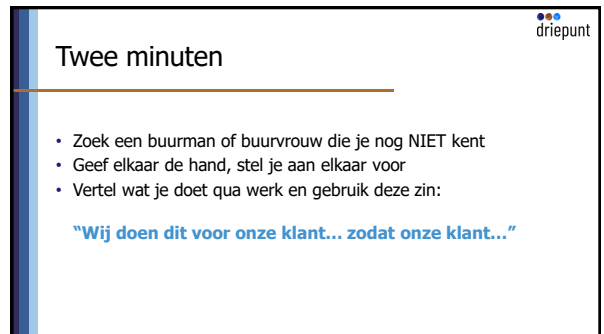 driepunt
Twee minuten
• Zoek een buurman of buurvrouw die je nog NIET kent
• Geef elkaar de hand, stel je aan elkaar voor
• Vertel wat je doet qua werk en gebruik deze zin:
“Wij doen dit voor onze klant… zodat onze klant…”